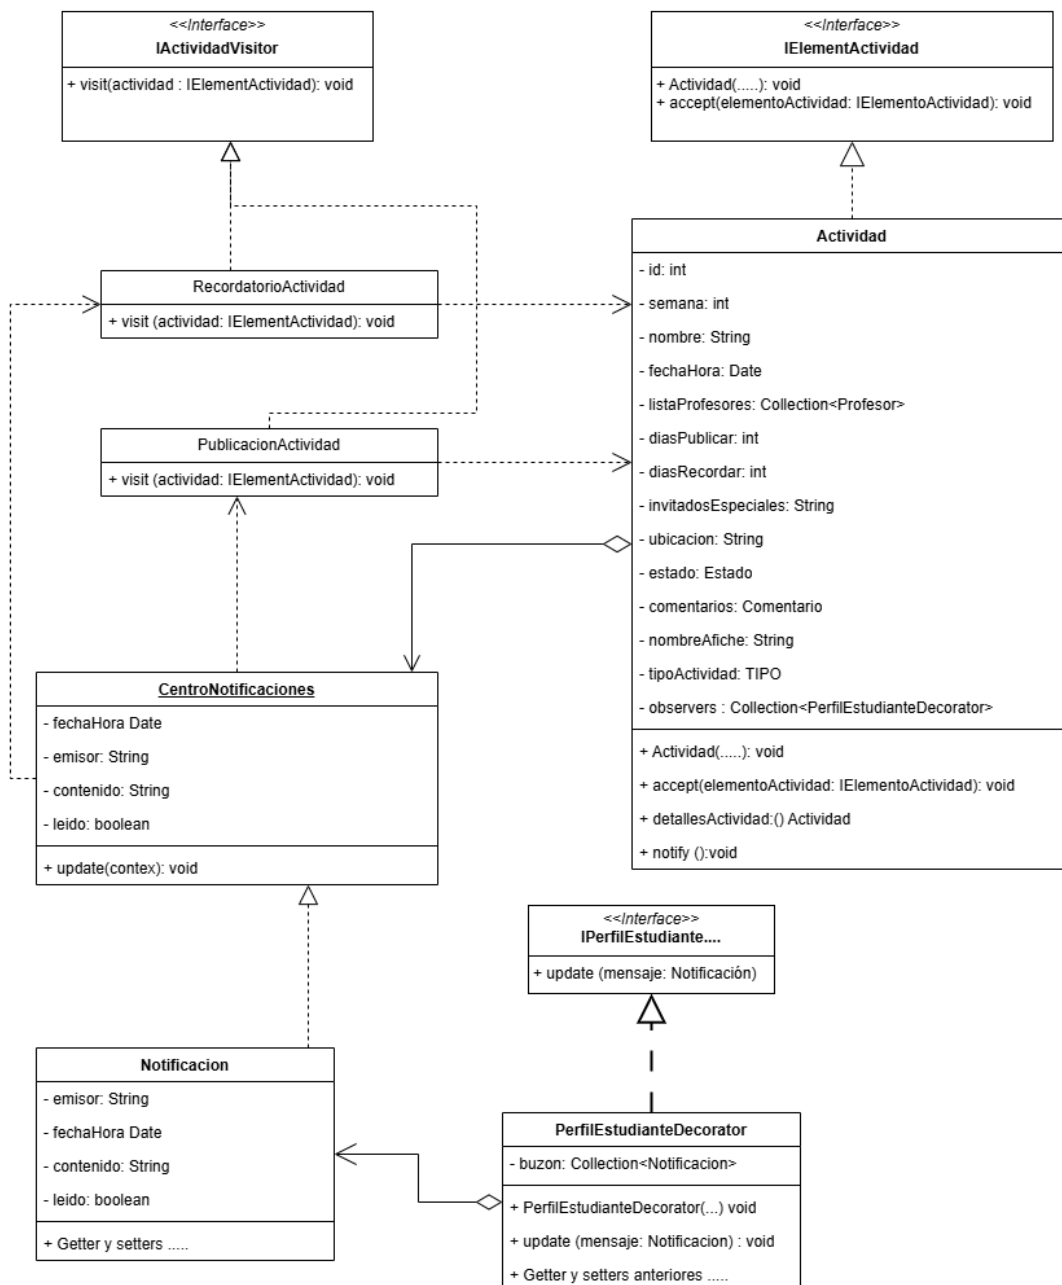 <<Interface>>
IActividadVisitor
+ visit(actividad : IElementActividad): void
<<Interface>>
IElementActividad
+ Actividad(.....): void
+ accept(elementoActividad: IElementoActividad): void
RecordatorioActividad
+ visit (actividad: IElementActividad): void
PublicacionActividad
+ visit (actividad: IElementActividad): void
Actividad
- id: int
- semana: int
- nombre: String
- fechaHora: Date
- listaProfesores: Collection<Profesor>
- diasPublicar: int
- diasRecordar: int
- invitadosEspeciales: String
- ubicacion: String
- estado: Estado
- comentarios: Comentario
- nombreAfiche: String
- tipoActividad: TIPO
- observers : Collection<PerfilEstudianteDecorator>
+ Actividad(.....): void
+ accept(elementoActividad: IElementoActividad): void
+ detallesActividad:() Actividad
+ notify ():void
CentroNotificaciones
- fechaHora Date
- emisor: String
- contenido: String
- leido: boolean
+ update(contex): void
<<Interface>>
IPerfilEstudiante....
+ update (mensaje: Notificación)
Notificacion
- emisor: String
- fechaHora Date
- contenido: String
- leido: boolean
+ Getter y setters .....
PerfilEstudianteDecorator
- buzon: Collection<Notificacion>
+ PerfilEstudianteDecorator(...) void
+ update (mensaje: Notificacion) : void
+ Getter y setters anteriores .....